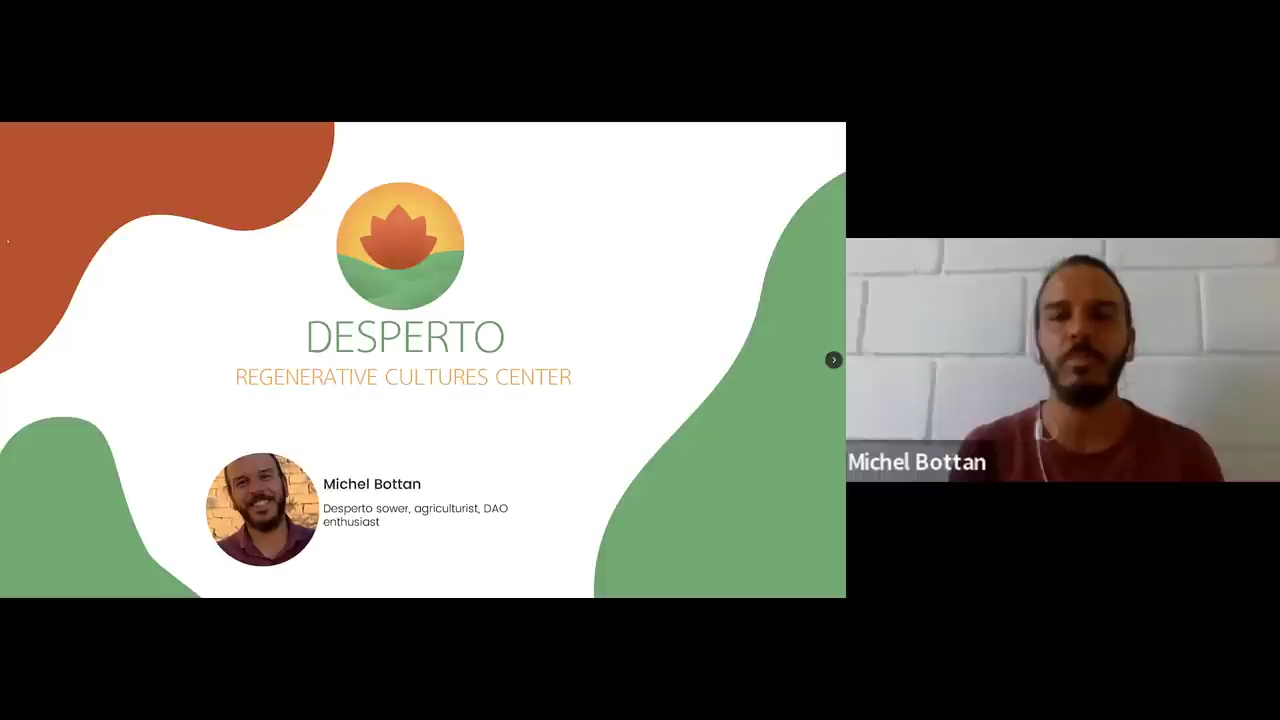 DESPERTO
REGENERATIVE CULTURES CENTER
Michel Bottan
Desperto sower, agriculturist, DAO
enthusiast
Michel Bottan